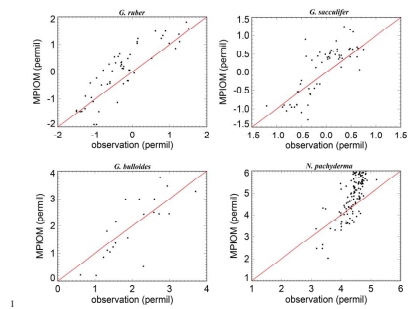 G. ruber
2
1
0
-1
-2
MPIOM (permil)
-2 -1 0 1 2
observation (permil)
G. sacculifer
1.5
1.0
0.5
0.0
-0.5
-1.0
-1.5
MPIOM (permil)
-1.5 1.0 0.6 0.0 0.5 1.0 1.5
observation (permil)
G. bulloides
4
3
2
1
0
MPIOM (permil)
0 1 2 3 4
observation (permil)
N. pachyderma
6
5
4
3
2
1
MPIOM (permil)
1 2 3 4 5 6
observation (permil)
1